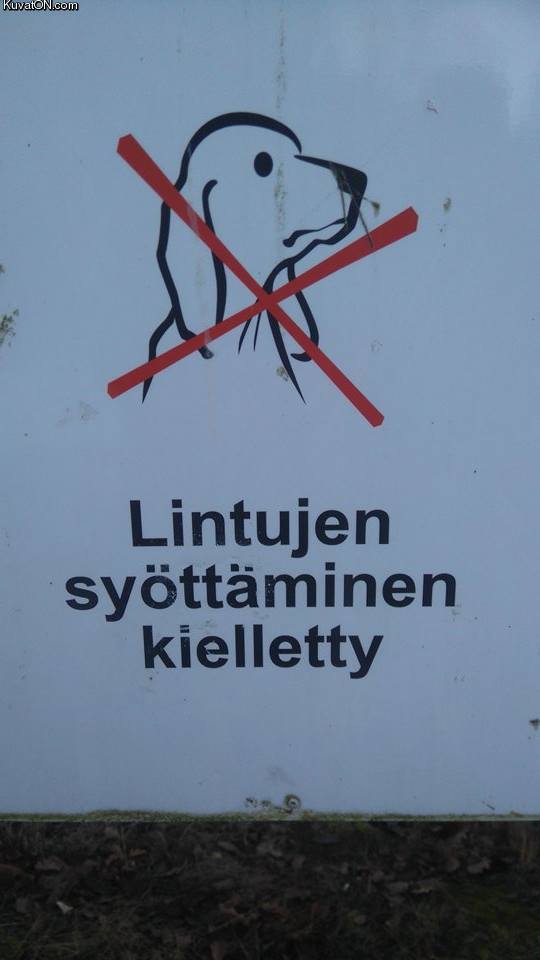 KuvatON.com
Lintujen
syöttäminen
kielletty